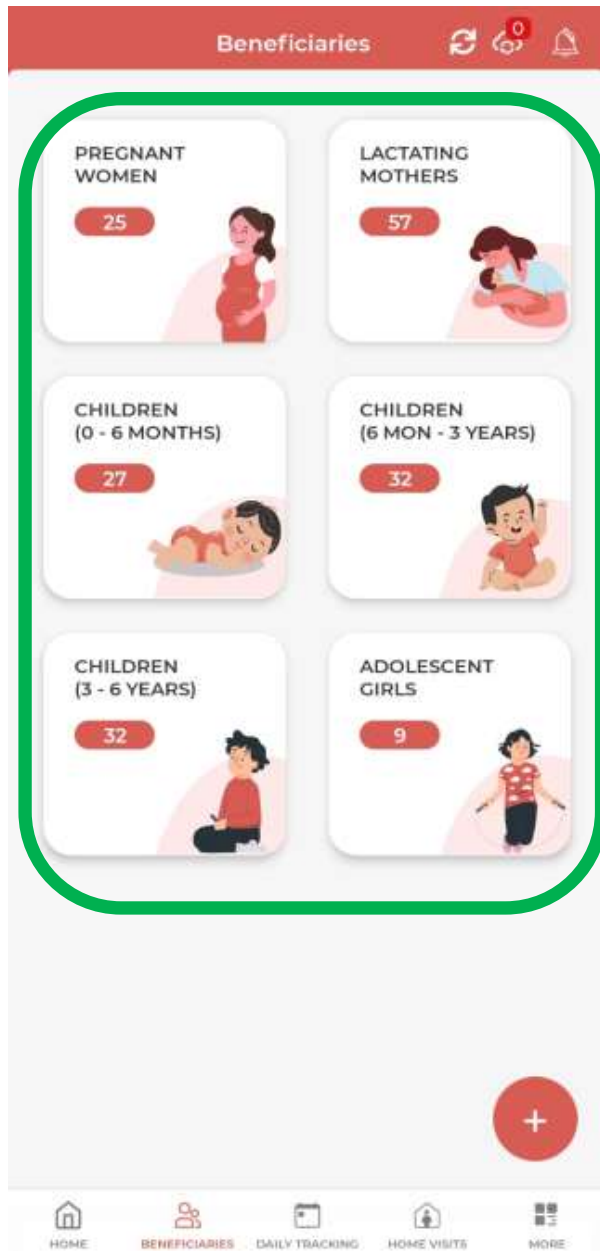 Beneficiaries
0
PREGNANT
WOMEN
25
LACTATING
MOTHERS
57
CHILDREN
(0 - 6 MONTHS)
27
CHILDREN
(6 MON - 3 YEARS)
32
CHILDREN
(3 - 6 YEARS)
32
ADOLESCENT
GIRLS
9
+
HOME
BENEFICIARIES
DAILY TRACKING
HOME VISITS
MORE